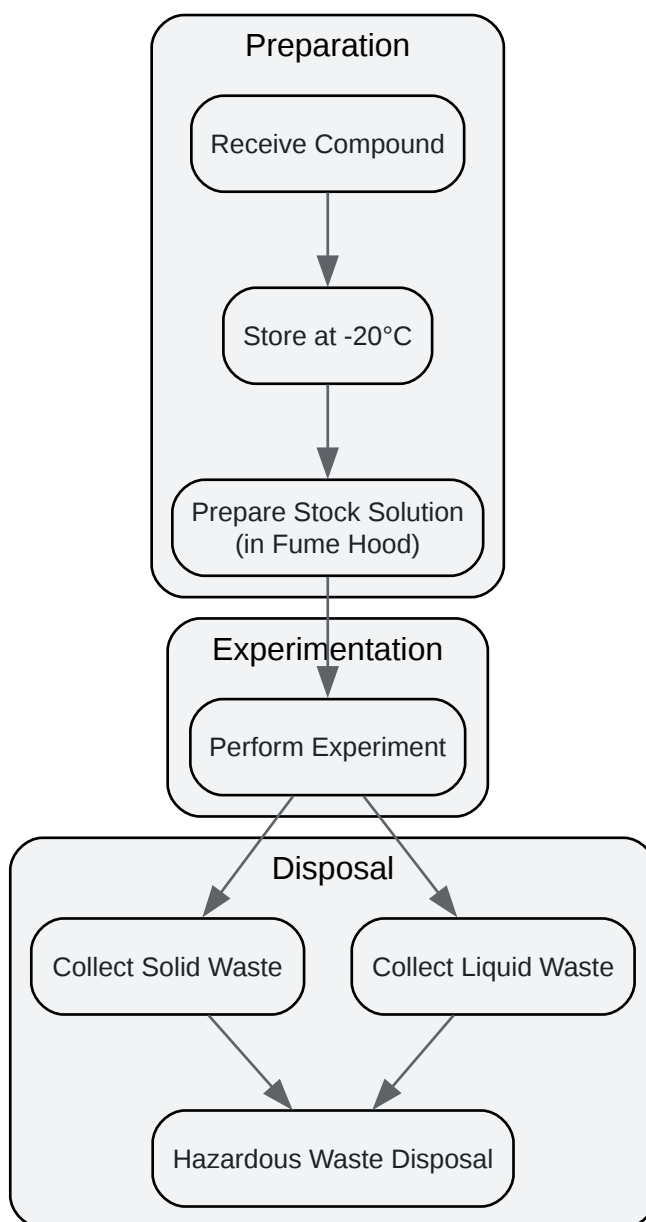 Preparation
Receive Compound
Store at -20°C
Prepare Stock Solution
(in Fume Hood)
Experimentation
Perform Experiment
Disposal
Collect Solid Waste
Collect Liquid Waste
Hazardous Waste Disposal